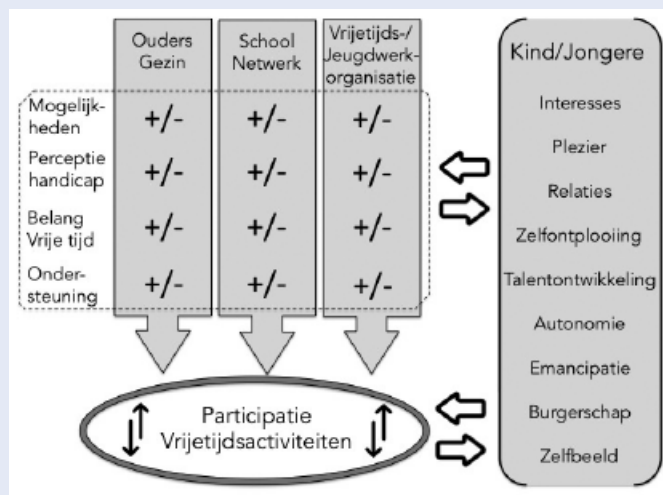 Ouders
Gezin
School
Netwerk
Vrijetijds-/
Jeugdwerk-
organisatie
Mogelijk-
heden
+/- +/- +/-
Perceptie
handicap
+/- +/- +/-
Belang
Vrije tijd
+/- +/- +/-
Onder-
steuning
+/- +/- +/-
Participatie
Vrijetijdsactiviteiten
Kind/Jongere
Interesses
Plezier
Relaties
Zelfontplooiing
Talentontwikkeling
Autonomie
Emancipatie
Burgerschap
Zelfbeeld